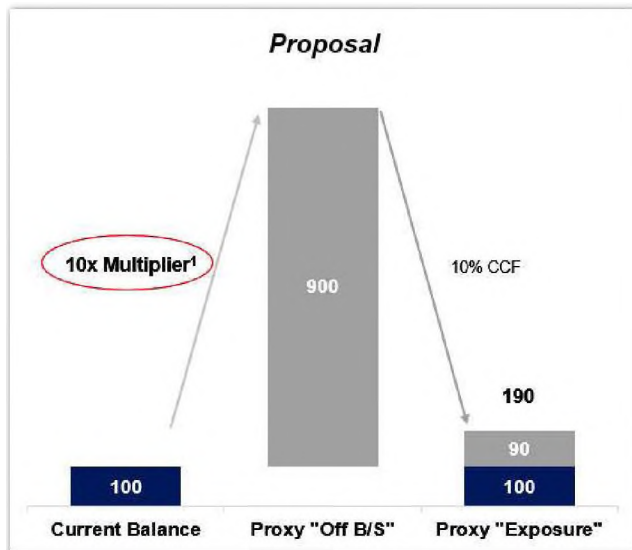 Proposal
10x Multiplier¹
900
10% CCF
190
90
100
100
Current Balance
Proxy "Off B/S"
Proxy "Exposure"